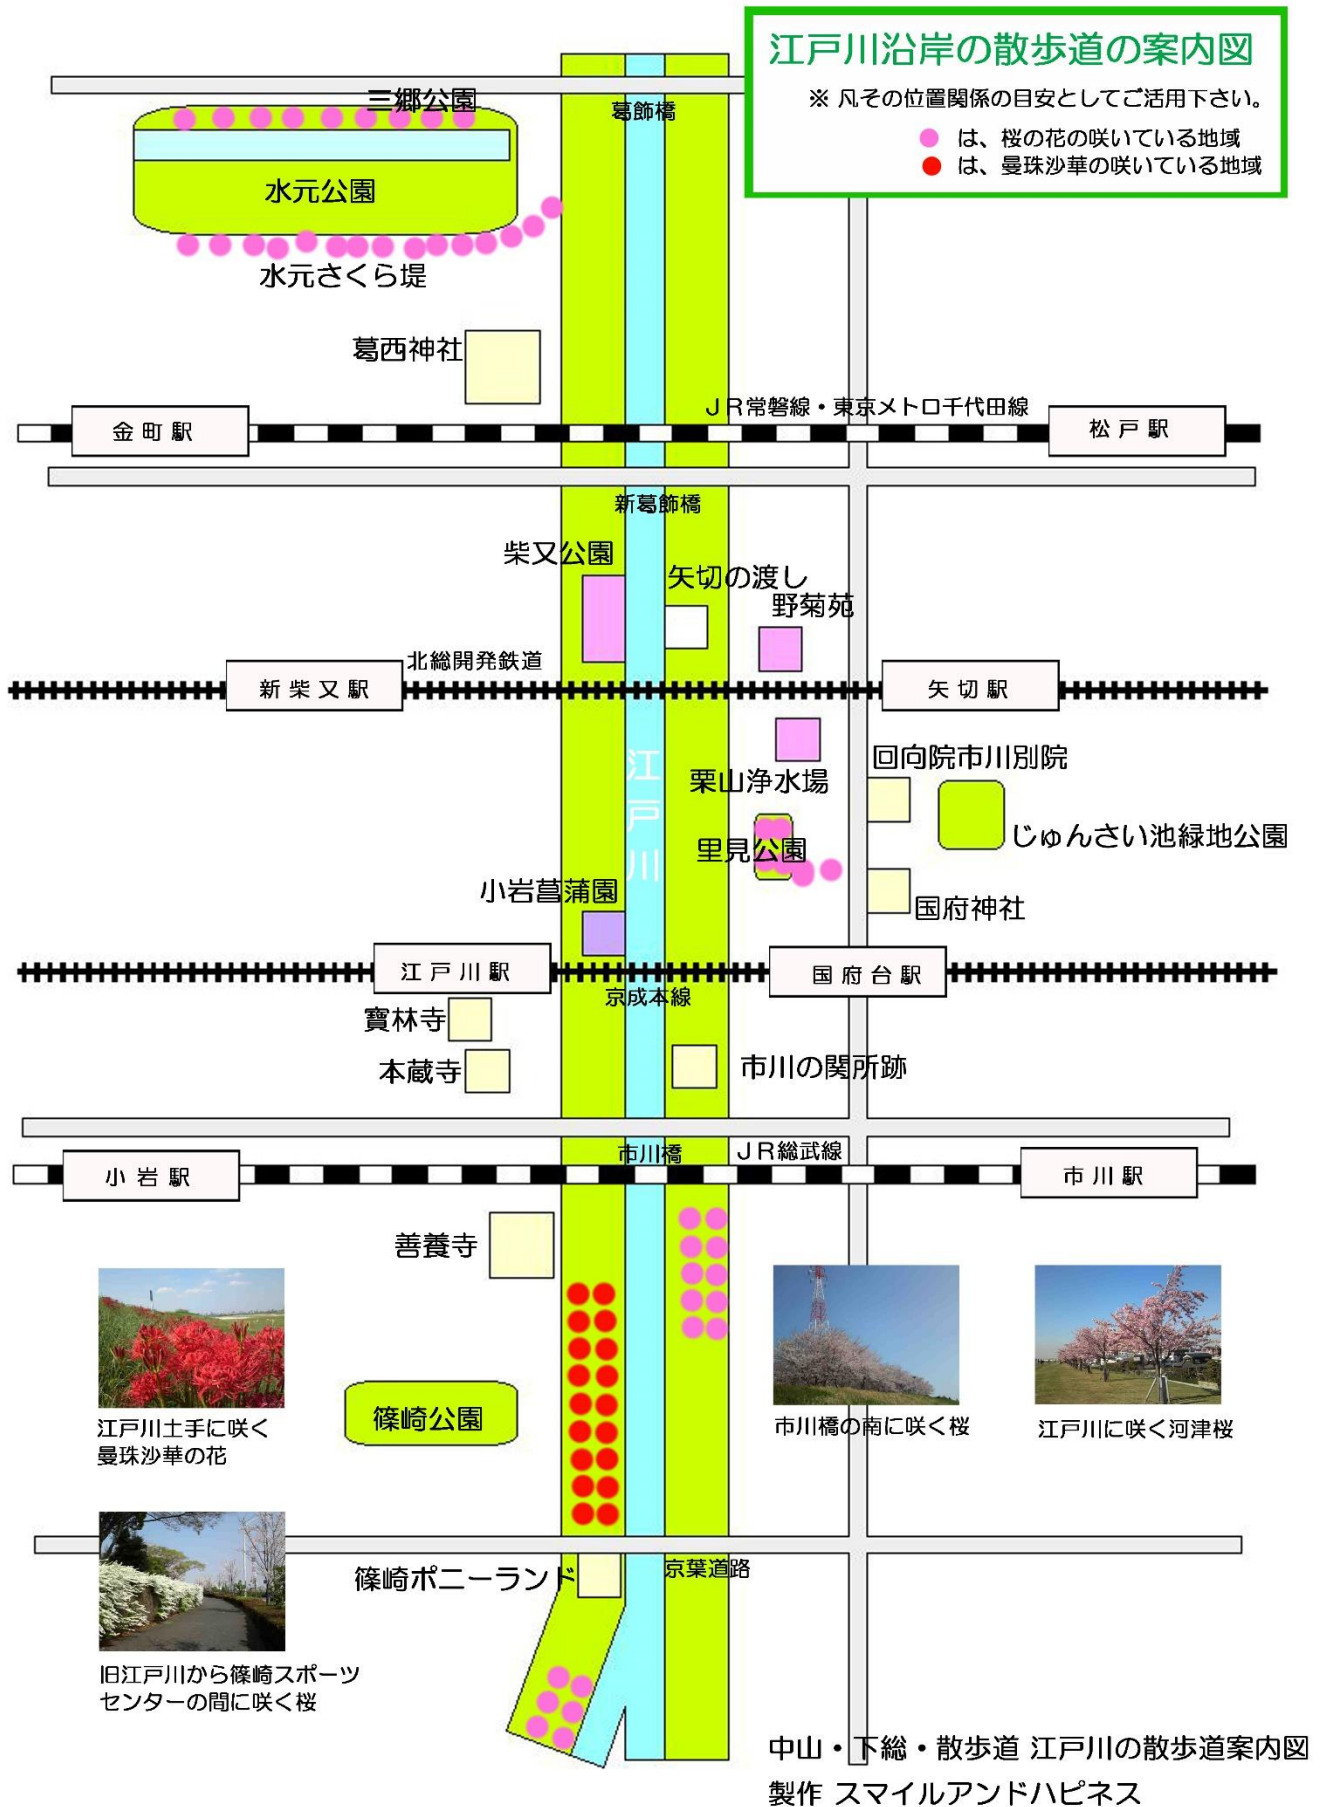 江戸川沿岸の散歩道の案内図
※ 凡その位置関係の目安としてご活用下さい。
は、桜の花の咲いている地域
は、曼珠沙華の咲いている地域
三郷公園
葛飾橋
水元公園
水元さくら堤
葛西神社
JR常磐線・東京メトロ千代田線
金町駅
松戸駅
新葛飾橋
柴又公園
矢切の渡し
野菊苑
北総開発鉄道
新柴又駅
矢切駅
江戸川
栗山浄水場
回向院市川別院
じゅんさい池緑地公園
里見公園
小岩菖蒲園
国府神社
江戸川駅
国府台駅
京成本線
寶林寺
本蔵寺
市川の関所跡
市川橋
JR総武線
小岩駅
市川駅
善養寺
江戸川土手に咲く
曼珠沙華の花
篠崎公園
市川橋の南に咲く桜
江戸川に咲く河津桜
篠崎ポニーランド
京葉道路
旧江戸川から篠崎スポーツ
センターの間に咲く桜
中山・下総・散歩道 江戸川の散歩道案内図
製作 スマイルアンドハピネス